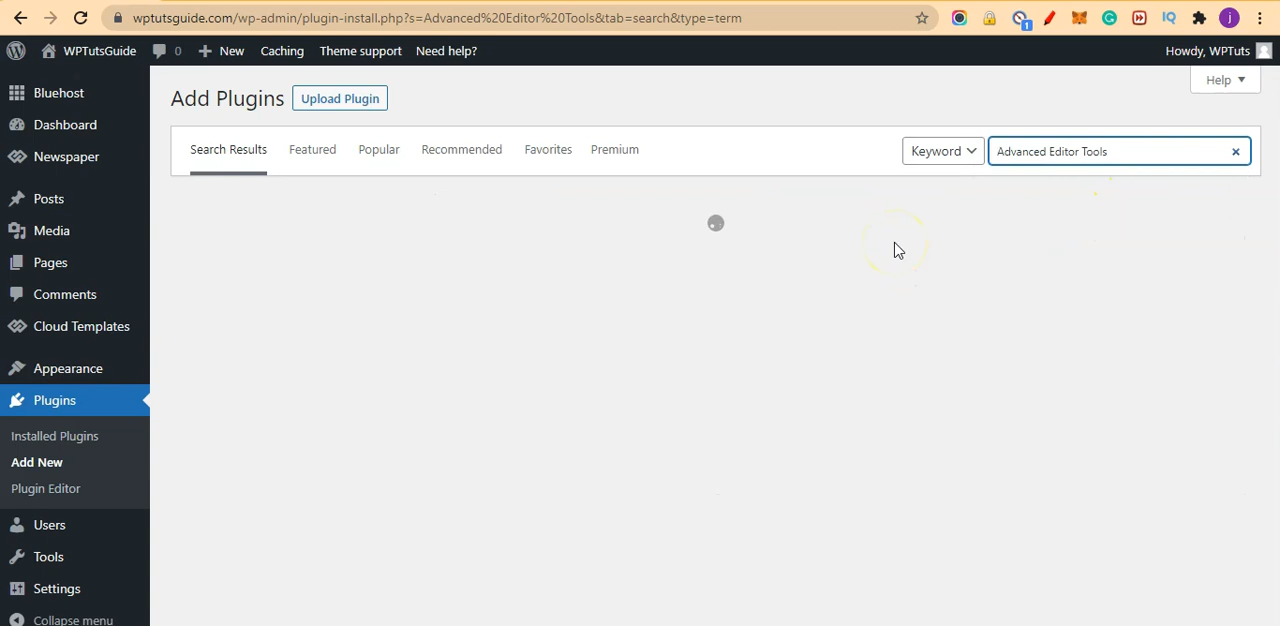 wptutsguide.com/wp-admin/plugin-install.php?s=Advanced%20Editor%20Tools&tab=search&type=term
1
IQ
j
WPTutsGuide
0
New
Caching
Theme support
Need help?
Howdy, WPTuts
Bluehost
Dashboard
Newspaper
Posts
Media
Pages
Comments
Cloud Templates
Appearance
Plugins
Installed Plugins
Add New
Plugin Editor
Users
Tools
Settings
Collapse menu
Help
Add Plugins
Upload Plugin
Search Results
Featured
Popular
Recommended
Favorites
Premium
Keyword
Advanced Editor Tools